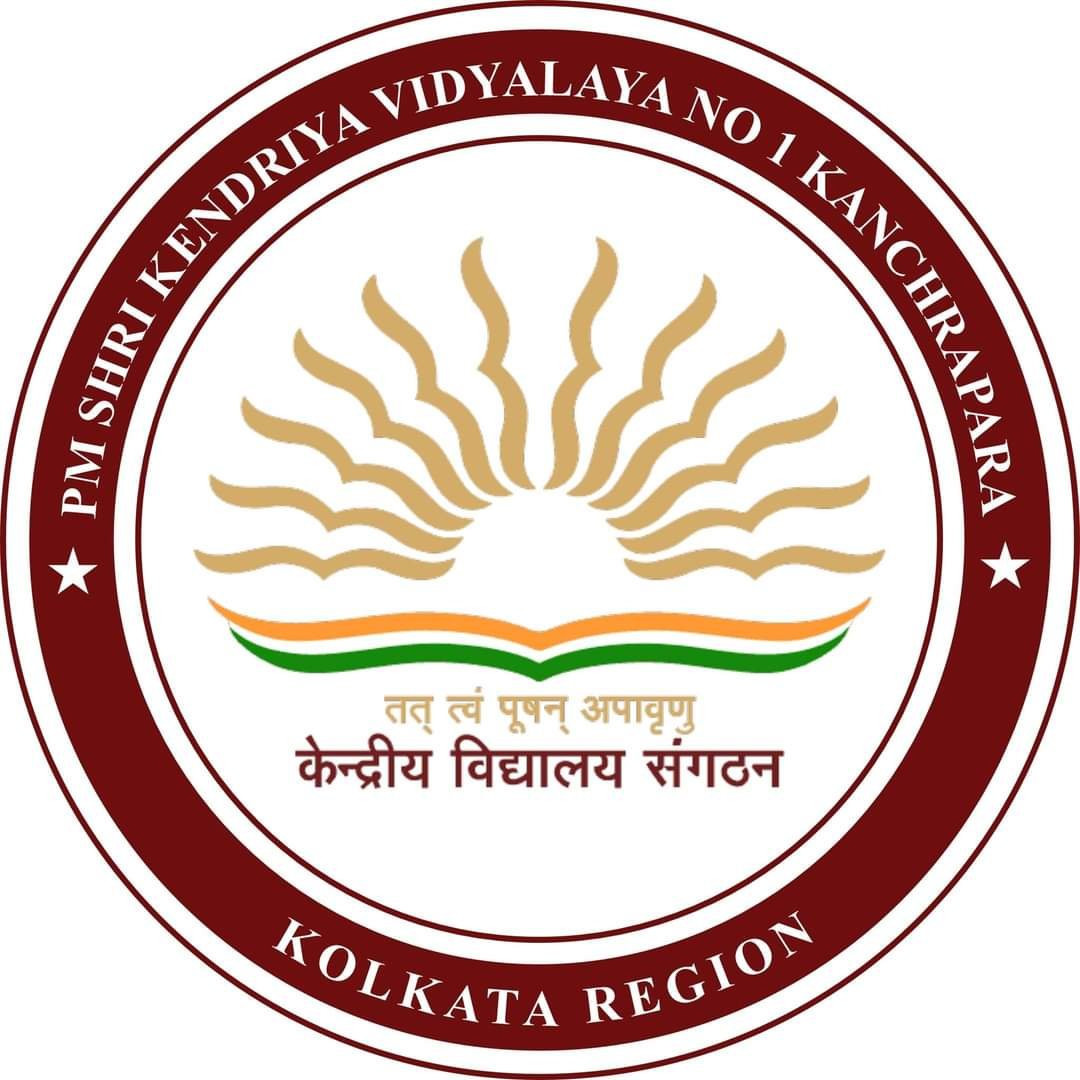 PM SHRI KENDRIYA VIDYALAYA NO 1 KANCHRAPARA
तत् त्वं पूषन् अपावृणु
केन्द्रीय विद्यालय संगठन
KOLKATA REGION